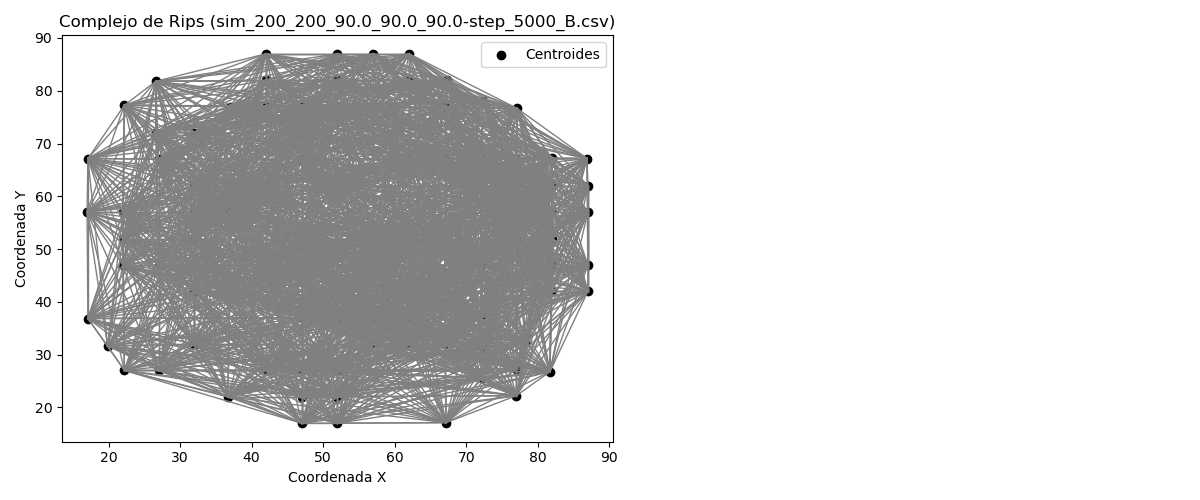 Complejo de Rips (sim_200_200_90.0_90.0_90.0-step_5000_B.csv)
Centroides
90
80
70
60
50
40
30
20
Coordenada Y
20 30 40 50 60 70 80 90
Coordenada X